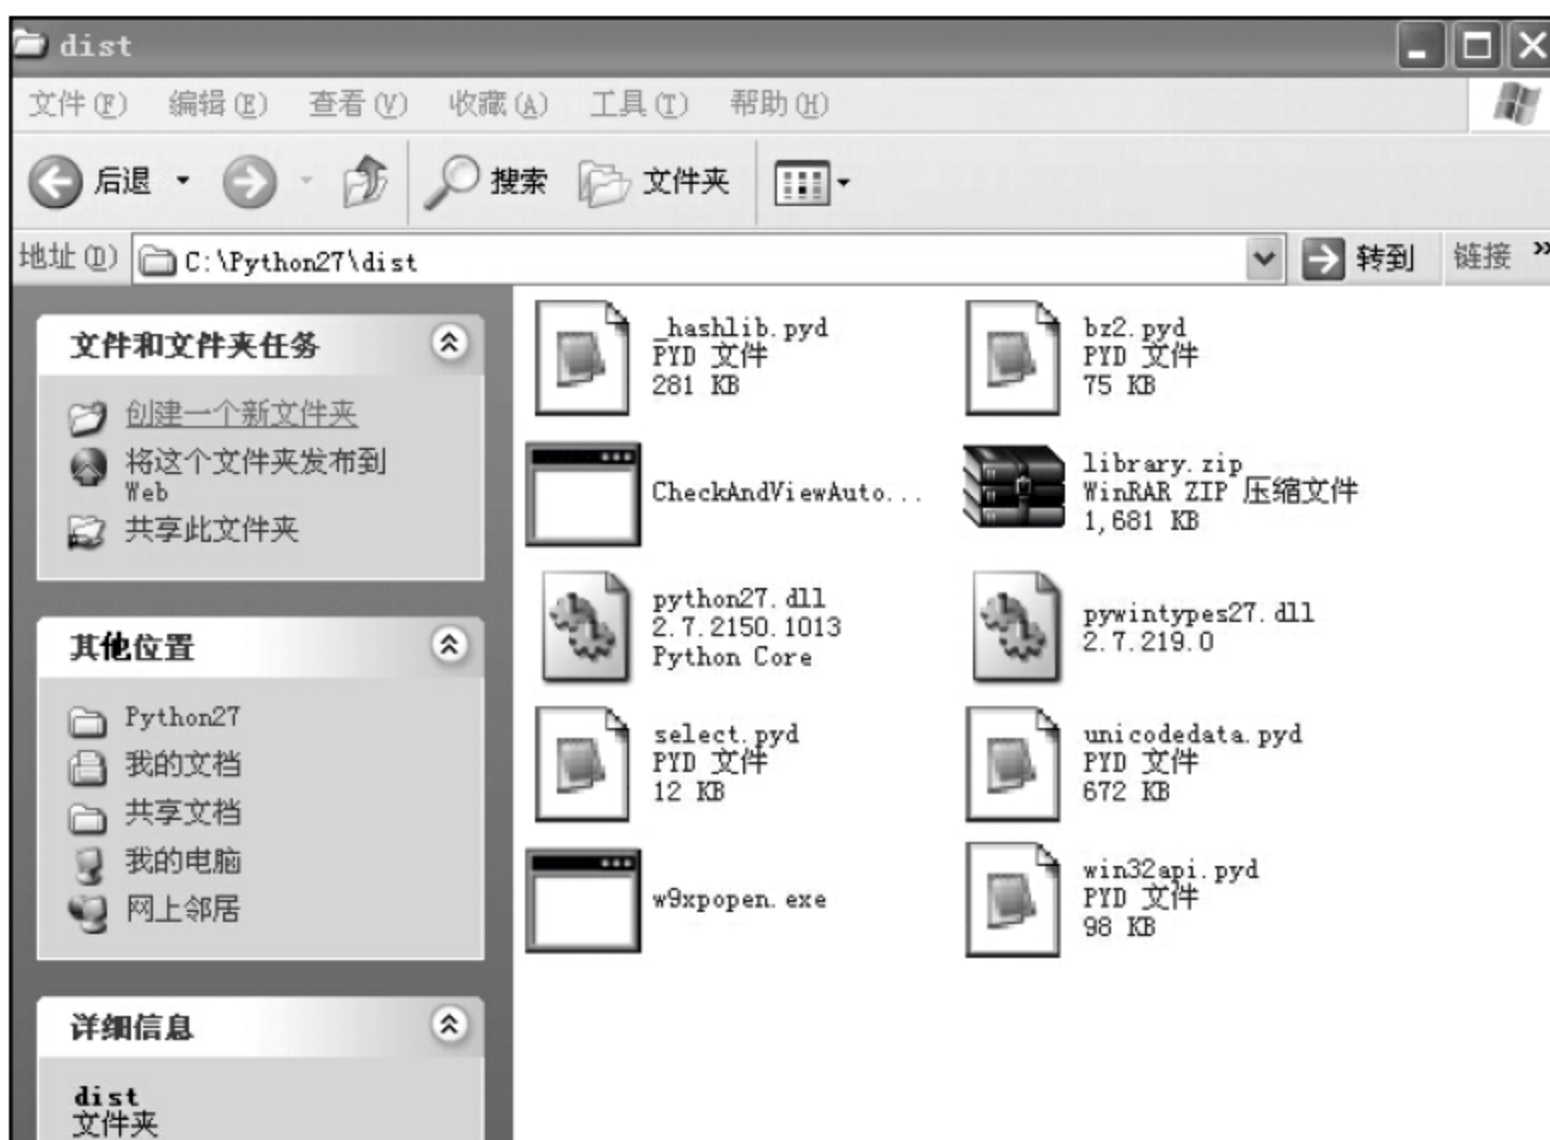 dist
文件(F) 编辑(E) 查看(V) 收藏(A) 工具(T) 帮助(H)
后退 搜索 文件夹
地址(D) C:\Python27\dist 转到 链接 »
文件和文件夹任务
创建一个新文件夹
将这个文件夹发布到
Web
共享此文件夹
其他位置
Python27
我的文档
共享文档
我的电脑
网上邻居
详细信息
dist
文件夹
_hashlib.pyd
PYD 文件
281 KB
bz2.pyd
PYD 文件
75 KB
CheckAndViewAuto...
library.zip
WinRAR ZIP 压缩文件
1,681 KB
python27.dll
2.7.2150.1013
Python Core
pywintypes27.dll
2.7.219.0
select.pyd
PYD 文件
12 KB
unicodedata.pyd
PYD 文件
672 KB
w9xpopen.exe
win32api.pyd
PYD 文件
98 KB